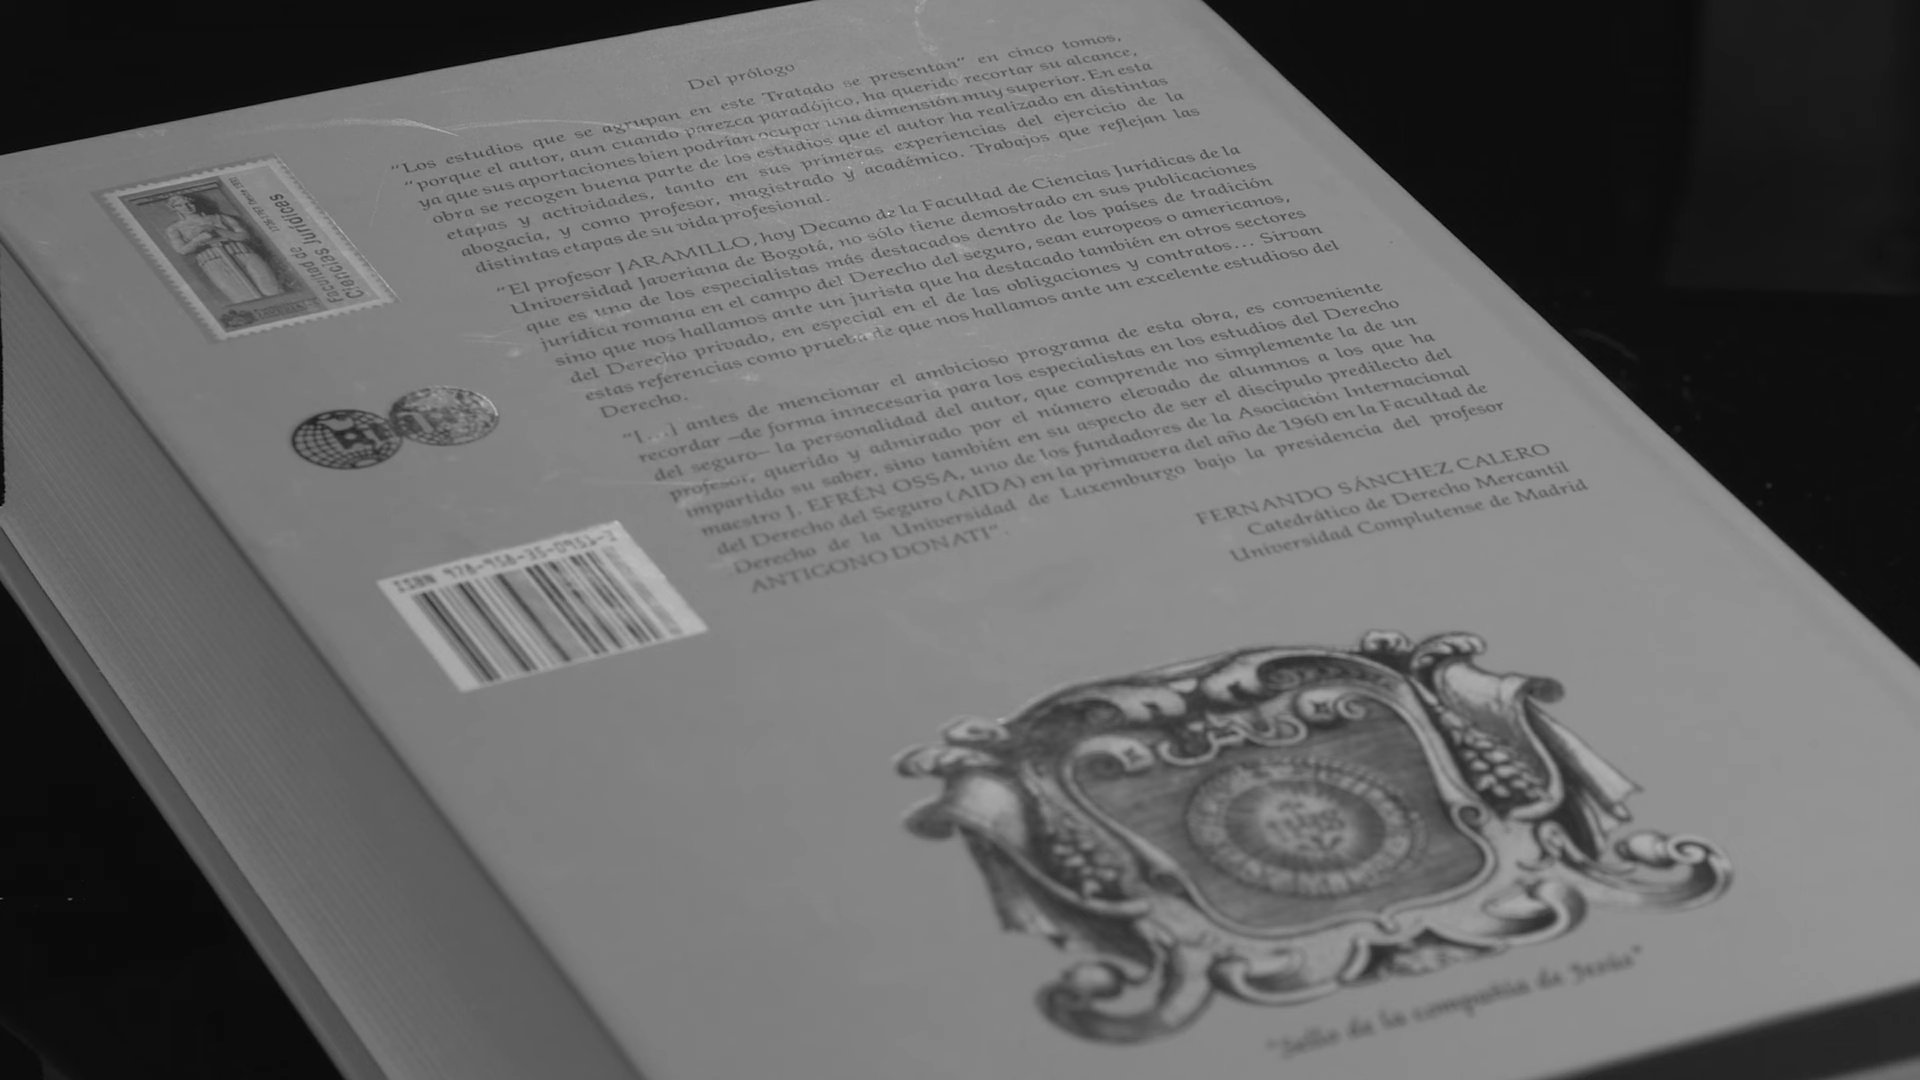 Del prólogo
“Los estudios que se agrupan en este Tratado se presentan” en cinco tomos,
“porque el autor, aun cuando parezca paradójico, ha querido recortar su alcance,
ya que sus aportaciones bien podrían ocupar una dimensión muy superior. En esta
obra se recogen buena parte de los estudios que el autor ha realizado en distintas
etapas y actividades, tanto en sus primeras experiencias del ejercicio de la
abogacia, y como profesor, magistrado y académico. Trabajos que reflejan las
distintas etapas de su vida profesional.
“El profesor JARAMILLO, hoy Decano de la Facultad de Ciencias Jurídicas de la
Universidad Javeriana de Bogotá, no sólo tiene demostrado en sus publicaciones
que es uno de los especialistas más destacados dentro de los países de tradición
jurídica romana en el campo del Derecho del seguro, sean europeos o americanos,
sino que nos hallamos ante un jurista que ha destacado también en otros sectores
del Derecho privado, en especial en el de las obligaciones y contratos… Sirvan
estas referencias como prueba de que nos hallamos ante un excelente estudioso del
Derecho.
“[...] antes de mencionar el ambicioso programa de esta obra, es conveniente
recordar –de forma innecesaria para los especialistas en los estudios del Derecho
del seguro– la personalidad del autor, que comprende no simplemente la de un
profesor, querido y admirado por el número elevado de alumnos a los que ha
impartido su saber, sino también en su aspecto de ser el discípulo predilecto del
maestro J. EFRÉN OSSA, uno de los fundadores de la Asociación Internacional
del Derecho del Seguro (AIDA) en la primavera del año de 1960 en la Facultad de
Derecho de la Universidad de Luxemburgo bajo la presidencia del profesor
ANTIGONO DONATI”.
FERNANDO SÁNCHEZ CALERO
Catedrático de Derecho Mercantil
Universidad Complutense de Madrid
Facultad de
Ciencias Jurídicas
ISBN 978-958-35-0951-3
“Sello de la compañía de Jesús”